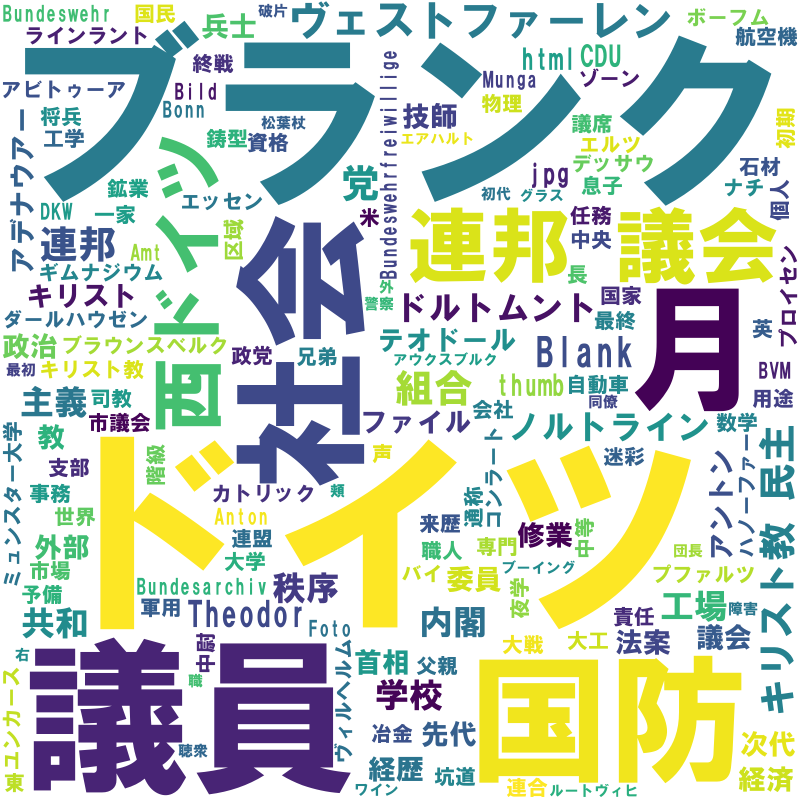 Bundeswehr
国民
兵士
破片
ヴェストファーレン
ボーフム
航空機
ラインラント
終戦
html
CDU
ブランク
アビトゥーア
Bild
Munga
ゾーン
Bonn
松葉杖
Bundeswehrfreiwillige
技師
物理
議席
初期
将兵
工学
鋳型
資格
エアハルト
エルツ
デッサウ
石材
アデナウアー
鉱業
エッセン
党
jpg
息子
ナチ
個人
DKW
一家
初代
グラス
米
西ドイツ
区域
社会
連邦
議会
任務
中央
連邦
Amt
ギムナジウム
外
長
キリスト
警察
ドルトムント
国家
月
プロイセン
ダールハウゼン
最終
英
政治
ブラウンスベルク
政党
兄弟
テオドール
Blank
最初
キリスト教
アウクスブルク
BVM
主義
司教
組合
thumb
自動車
用途
市議会
ファイル
会社
同僚
ノルトライン
数学
民主
教
ミュンスター大学
支部
階級
声
コンラート
迷彩
アントン
ハノーファー
事務
カトリック
類
通称
ドイツ
世界
Anton
来歴
修業
中等
外部
連盟
職人
専門
団長
キリスト教
市場
大学
バイ
委員
ブーイング
プファルツ
予備
Bundesarchiv
秩序
夜学
工場
障害
軍用
Theodor
責任
共和
Foto
内閣
大戦
大工
法案
議会
右
中嶋
ヴィルヘルム
首相
父親
議員
職
学校
国防
東
ユンカース
聴衆
冶金
先代
次代
経歴
坑道
経済
ワイン
連合
ルートヴィヒ